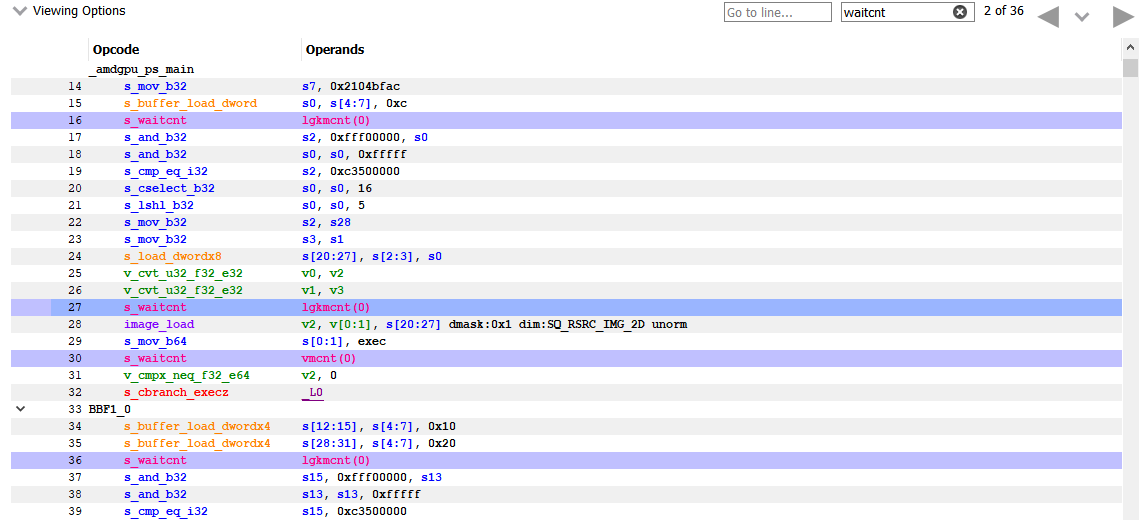 Viewing Options Go to line... waitcnt 2 of 36
Opcode Operands
_amdgpu_ps_main
14 s_mov_b32 s7, 0x2104bfac
15 s_buffer_load_dword s0, s[4:7], 0xc
16 s_waitcnt lgkmcnt(0)
17 s_and_b32 s2, 0xfff00000, s0
18 s_and_b32 s0, s0, 0xfffff
19 s_cmp_eq_i32 s2, 0xc3500000
20 s_cselect_b32 s0, s0, 16
21 s_lshl_b32 s0, s0, 5
22 s_mov_b32 s2, s28
23 s_mov_b32 s3, s1
24 s_load_dwordx8 s[20:27], s[2:3], s0
25 v_cvt_u32_f32_e32 v0, v2
26 v_cvt_u32_f32_e32 v1, v3
27 s_waitcnt lgkmcnt(0)
28 image_load v2, v[0:1], s[20:27] dmask:0x1 dim:SQ_RSRC_IMG_2D unorm
29 s_mov_b64 s[0:1], exec
30 s_waitcnt vmcnt(0)
31 v_cmpx_neq_f32_e64 v2, 0
32 s_cbranch_execz _L0
33 BBF1_0
34 s_buffer_load_dwordx4 s[12:15], s[4:7], 0x10
35 s_buffer_load_dwordx4 s[28:31], s[4:7], 0x20
36 s_waitcnt lgkmcnt(0)
37 s_and_b32 s15, 0xfff00000, s13
38 s_and_b32 s13, s13, 0xfffff
39 s_cmp_eq_i32 s15, 0xc3500000